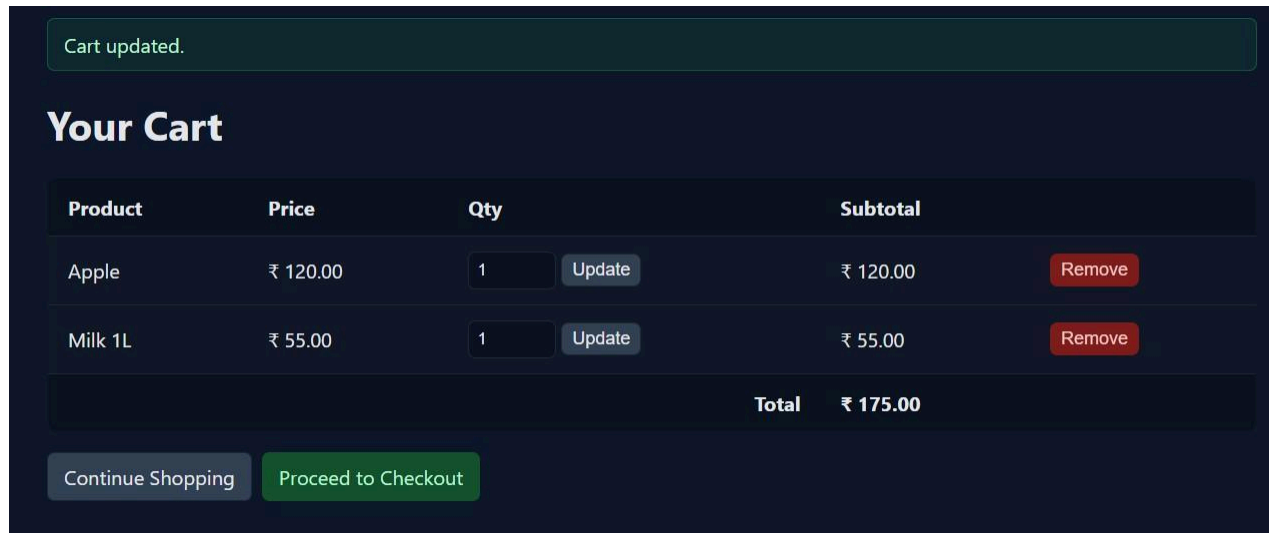 Cart updated.
Your Cart
Product Price Qty Subtotal
Apple ₹ 120.00 1 Update ₹ 120.00 Remove
Milk 1L ₹ 55.00 1 Update ₹ 55.00 Remove
Total ₹ 175.00
Continue Shopping Proceed to Checkout